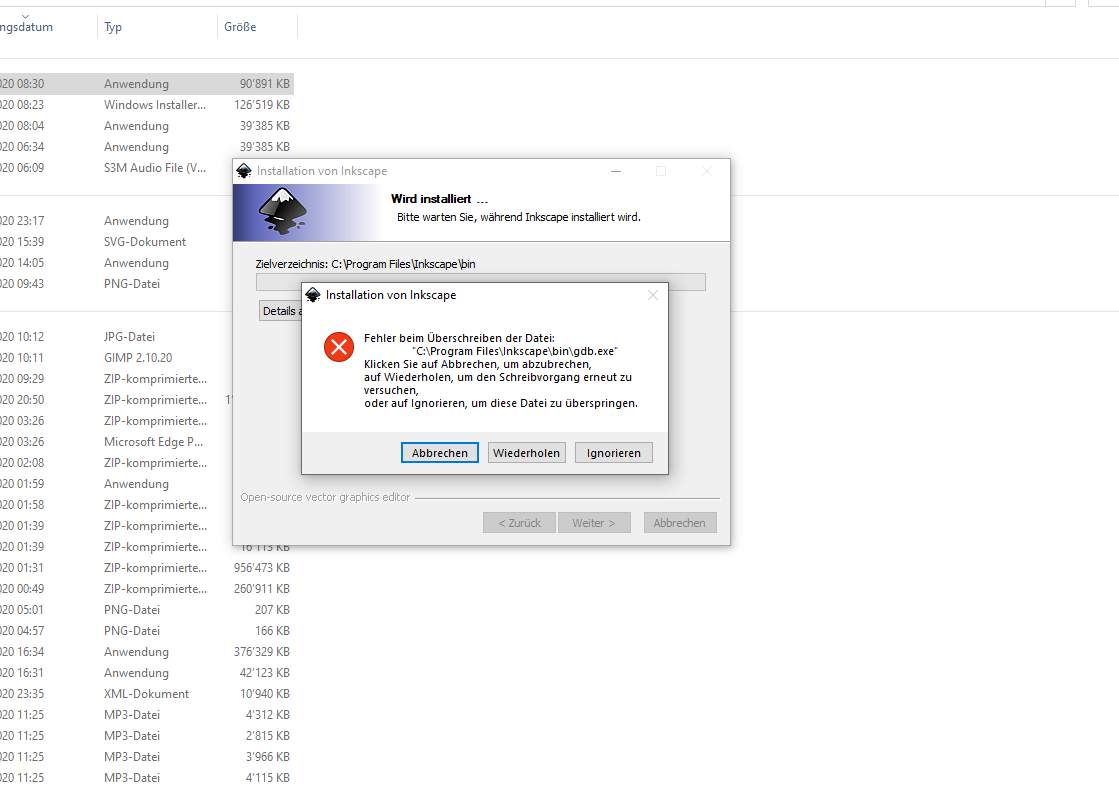 ngsdatum Typ Größe
020 08:30 Anwendung 90'891 KB
020 08:23 Windows Installer... 126'519 KB
020 08:04 Anwendung 39'385 KB
020 06:34 Anwendung 39'385 KB
020 06:09 S3M Audio File (V...
020 23:17 Anwendung
020 15:39 SVG-Dokument
020 14:05 Anwendung
020 09:43 PNG-Datei
020 10:12 JPG-Datei
020 10:11 GIMP 2.10.20
020 09:29 ZIP-komprimierte...
020 20:50 ZIP-komprimierte... 1'
020 03:26 ZIP-komprimierte...
020 03:26 Microsoft Edge P...
020 02:08 ZIP-komprimierte...
020 01:59 Anwendung
020 01:58 ZIP-komprimierte...
020 01:39 ZIP-komprimierte...
020 01:39 ZIP-komprimierte... 16'113 KB
020 01:31 ZIP-komprimierte... 956'473 KB
020 00:49 ZIP-komprimierte... 260'911 KB
020 05:01 PNG-Datei 207 KB
020 04:57 PNG-Datei 166 KB
020 16:34 Anwendung 376'329 KB
020 16:31 Anwendung 42'123 KB
020 23:35 XML-Dokument 10'940 KB
020 11:25 MP3-Datei 4'312 KB
020 11:25 MP3-Datei 2'815 KB
020 11:25 MP3-Datei 3'966 KB
020 11:25 MP3-Datei 4'115 KB
Installation von Inkscape
Wird installiert ...
Bitte warten Sie, während Inkscape installiert wird.
Zielverzeichnis: C:\Program Files\Inkscape\bin
Details a
Installation von Inkscape
Fehler beim Überschreiben der Datei:
"C:\Program Files\Inkscape\bin\gdb.exe"
Klicken Sie auf Abbrechen, um abzubrechen,
auf Wiederholen, um den Schreibvorgang erneut zu
versuchen,
oder auf Ignorieren, um diese Datei zu überspringen.
Abbrechen Wiederholen Ignorieren
Open-source vector graphics editor
< Zurück Weiter > Abbrechen